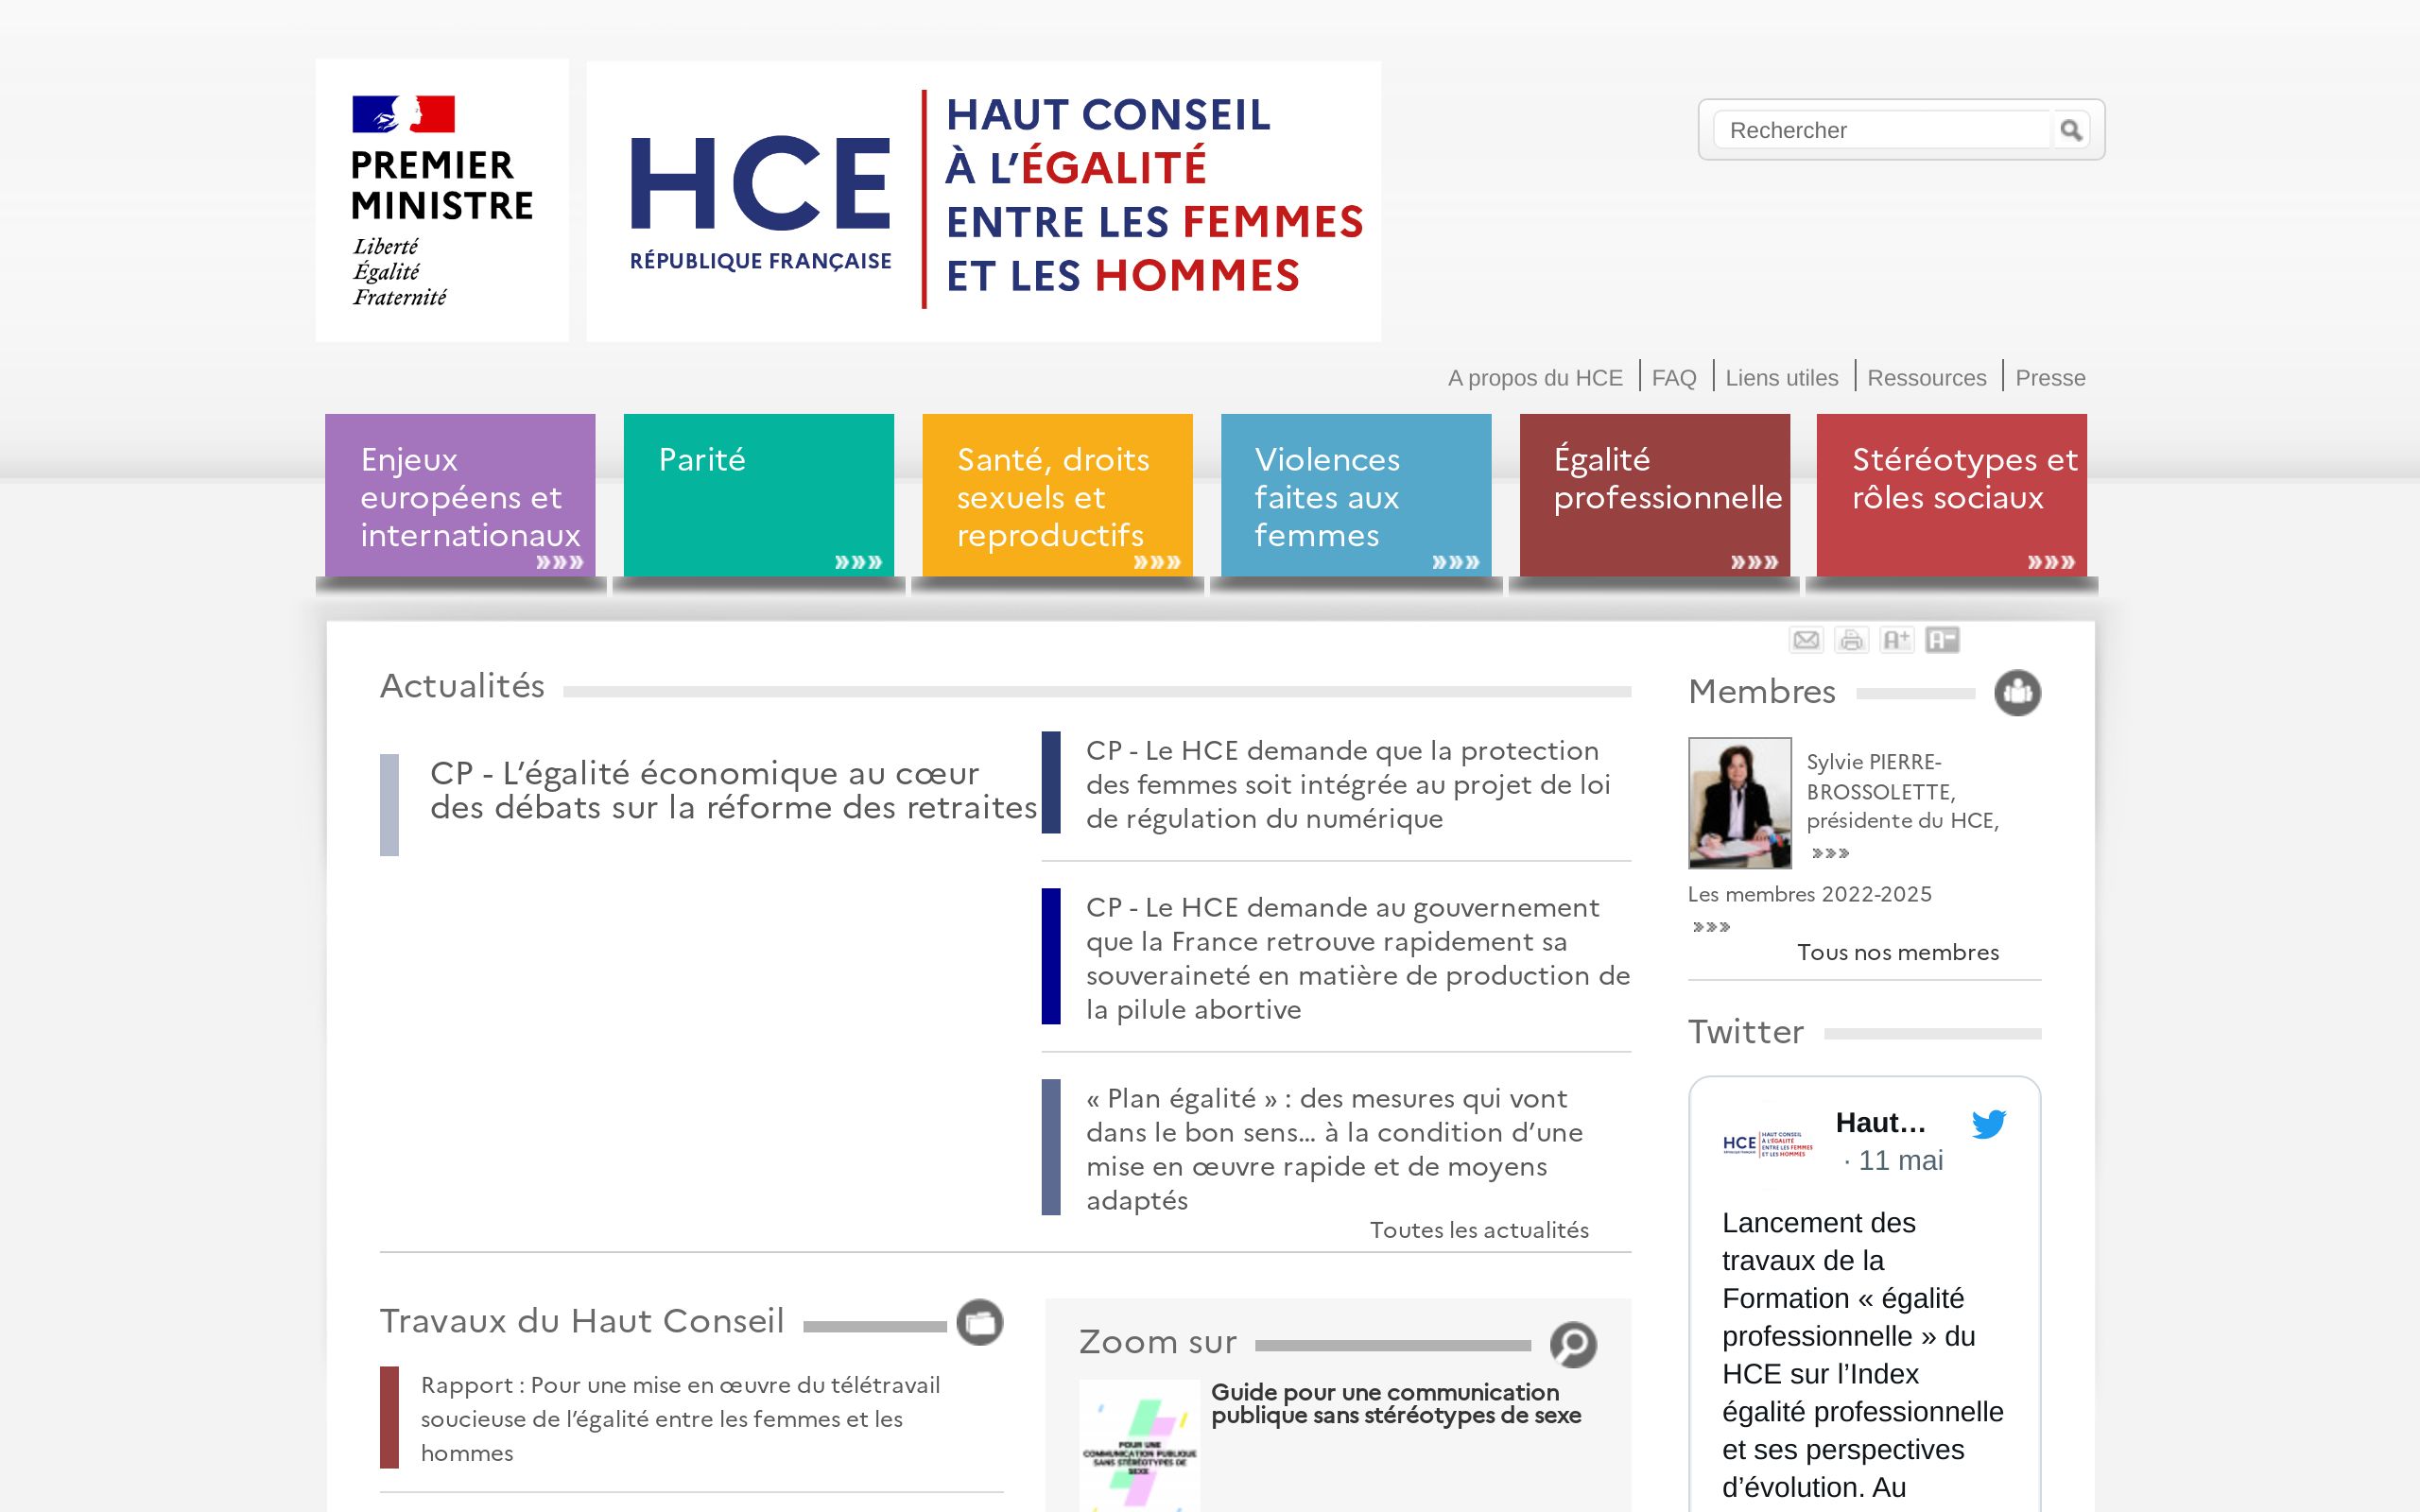 PREMIER
MINISTRE
Liberté
Égalité
Fraternité
HCE
RÉPUBLIQUE FRANÇAISE
HAUT CONSEIL
À L’ÉGALITÉ
ENTRE LES FEMMES
ET LES HOMMES
Rechercher
A propos du HCE
FAQ
Liens utiles
Ressources
Presse
Enjeux
européens et
internationaux
»»»
Parité
»»»
Santé, droits
sexuels et
reproductifs
»»»
Violences
faites aux
femmes
»»»
Égalité
professionnelle
»»»
Stéréotypes et
rôles sociaux
»»»
A+
A-
Actualités
CP - L’égalité économique au cœur
des débats sur la réforme des retraites
CP - Le HCE demande que la protection
des femmes soit intégrée au projet de loi
de régulation du numérique
CP - Le HCE demande au gouvernement
que la France retrouve rapidement sa
souveraineté en matière de production de
la pilule abortive
« Plan égalité » : des mesures qui vont
dans le bon sens… à la condition d’une
mise en œuvre rapide et de moyens
adaptés
Toutes les actualités
Membres
Sylvie PIERRE-
BROSSOLETTE,
présidente du HCE,
»»»
Les membres 2022-2025
»»»
Tous nos membres
Twitter
HCE
HAUT CONSEIL
À L’ÉGALITÉ
ENTRE LES FEMMES
ET LES HOMMES
Haut…
· 11 mai
Lancement des
travaux de la
Formation « égalité
professionnelle » du
HCE sur l’Index
égalité professionnelle
et ses perspectives
d’évolution. Au
Travaux du Haut Conseil
Rapport : Pour une mise en œuvre du télétravail
soucieuse de l’égalité entre les femmes et les
hommes
Zoom sur
POUR UNE
COMMUNICATION PUBLIQUE
SANS STÉRÉOTYPES DE
SEXE
Guide pour une communication
publique sans stéréotypes de sexe